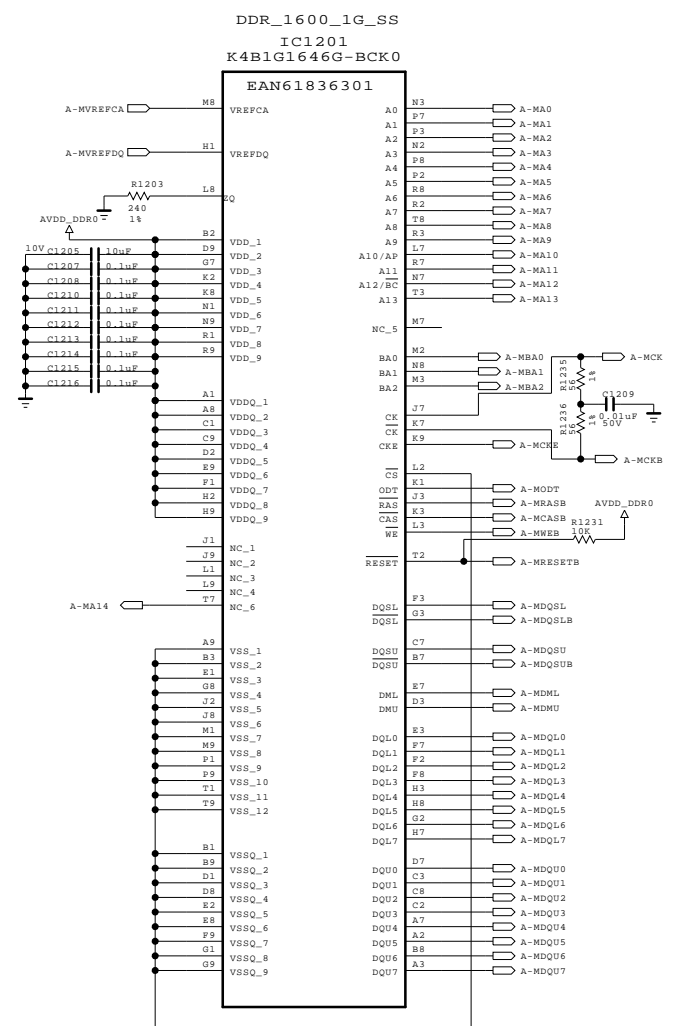 DDR_1600_1G_SS
IC1201
K4B1G1646G-BCK0
EAN61836301
A-MVREFCA M8 VREFCA
A-MVREFDQ H1 VREFDQ
R1203 L8 ZQ
240
1%
AVDD_DDR0
B2 VDD_1
10V C1205 10uF D9 VDD_2
C1207 0.1uF G7 VDD_3
C1208 0.1uF K2 VDD_4
C1210 0.1uF K8 VDD_5
C1211 0.1uF N1 VDD_6
C1212 0.1uF N9 VDD_7
C1213 0.1uF R1 VDD_8
C1214 0.1uF R9 VDD_9
C1215 0.1uF
C1216 0.1uF
A1 VDDQ_1
A8 VDDQ_2
C1 VDDQ_3
C9 VDDQ_4
D2 VDDQ_5
E9 VDDQ_6
F1 VDDQ_7
H2 VDDQ_8
H9 VDDQ_9
J1 NC_1
J9 NC_2
L1 NC_3
L9 NC_4
A-MA14 T7 NC_6
A9 VSS_1
B3 VSS_2
E1 VSS_3
G8 VSS_4
J2 VSS_5
J8 VSS_6
M1 VSS_7
M9 VSS_8
P1 VSS_9
P9 VSS_10
T1 VSS_11
T9 VSS_12
B1 VSSQ_1
B9 VSSQ_2
D1 VSSQ_3
D8 VSSQ_4
E2 VSSQ_5
E8 VSSQ_6
F9 VSSQ_7
G1 VSSQ_8
G9 VSSQ_9
A0 N3 A-MA0
A1 P7 A-MA1
A2 P3 A-MA2
A3 N2 A-MA3
A4 P8 A-MA4
A5 P2 A-MA5
A6 R8 A-MA6
A7 R2 A-MA7
A8 T8 A-MA8
A9 R3 A-MA9
A10/AP L7 A-MA10
A11 R7 A-MA11
A12/BC N7 A-MA12
A13 T3 A-MA13
NC_5 M7
BA0 M2 A-MBA0
BA1 N8 A-MBA1
BA2 M3 A-MBA2
A-MCK
R1235 56 1%
C1209
0.01uF
50V
R1236 56 1%
CK J7
CK K7
CKE K9 A-MCKE
A-MCKB
CS L2
ODT K1 A-MODT
RAS J3 A-MRASB
CAS K3 A-MCASB
WE L3 A-MWEB
AVDD_DDR0
R1231
10K
RESET T2 A-MRESETB
DQSL F3 A-MDQSL
DQSL G3 A-MDQSLB
DQSU C7 A-MDQSU
DQSU B7 A-MDQSUB
DML E7 A-MDML
DMU D3 A-MDMU
DQL0 E3 A-MDQL0
DQL1 F7 A-MDQL1
DQL2 F2 A-MDQL2
DQL3 F8 A-MDQL3
DQL4 H3 A-MDQL4
DQL5 H8 A-MDQL5
DQL6 G2 A-MDQL6
DQL7 H7 A-MDQL7
DQU0 D7 A-MDQU0
DQU1 C3 A-MDQU1
DQU2 C8 A-MDQU2
DQU3 C2 A-MDQU3
DQU4 A7 A-MDQU4
DQU5 A2 A-MDQU5
DQU6 B8 A-MDQU6
DQU7 A3 A-MDQU7